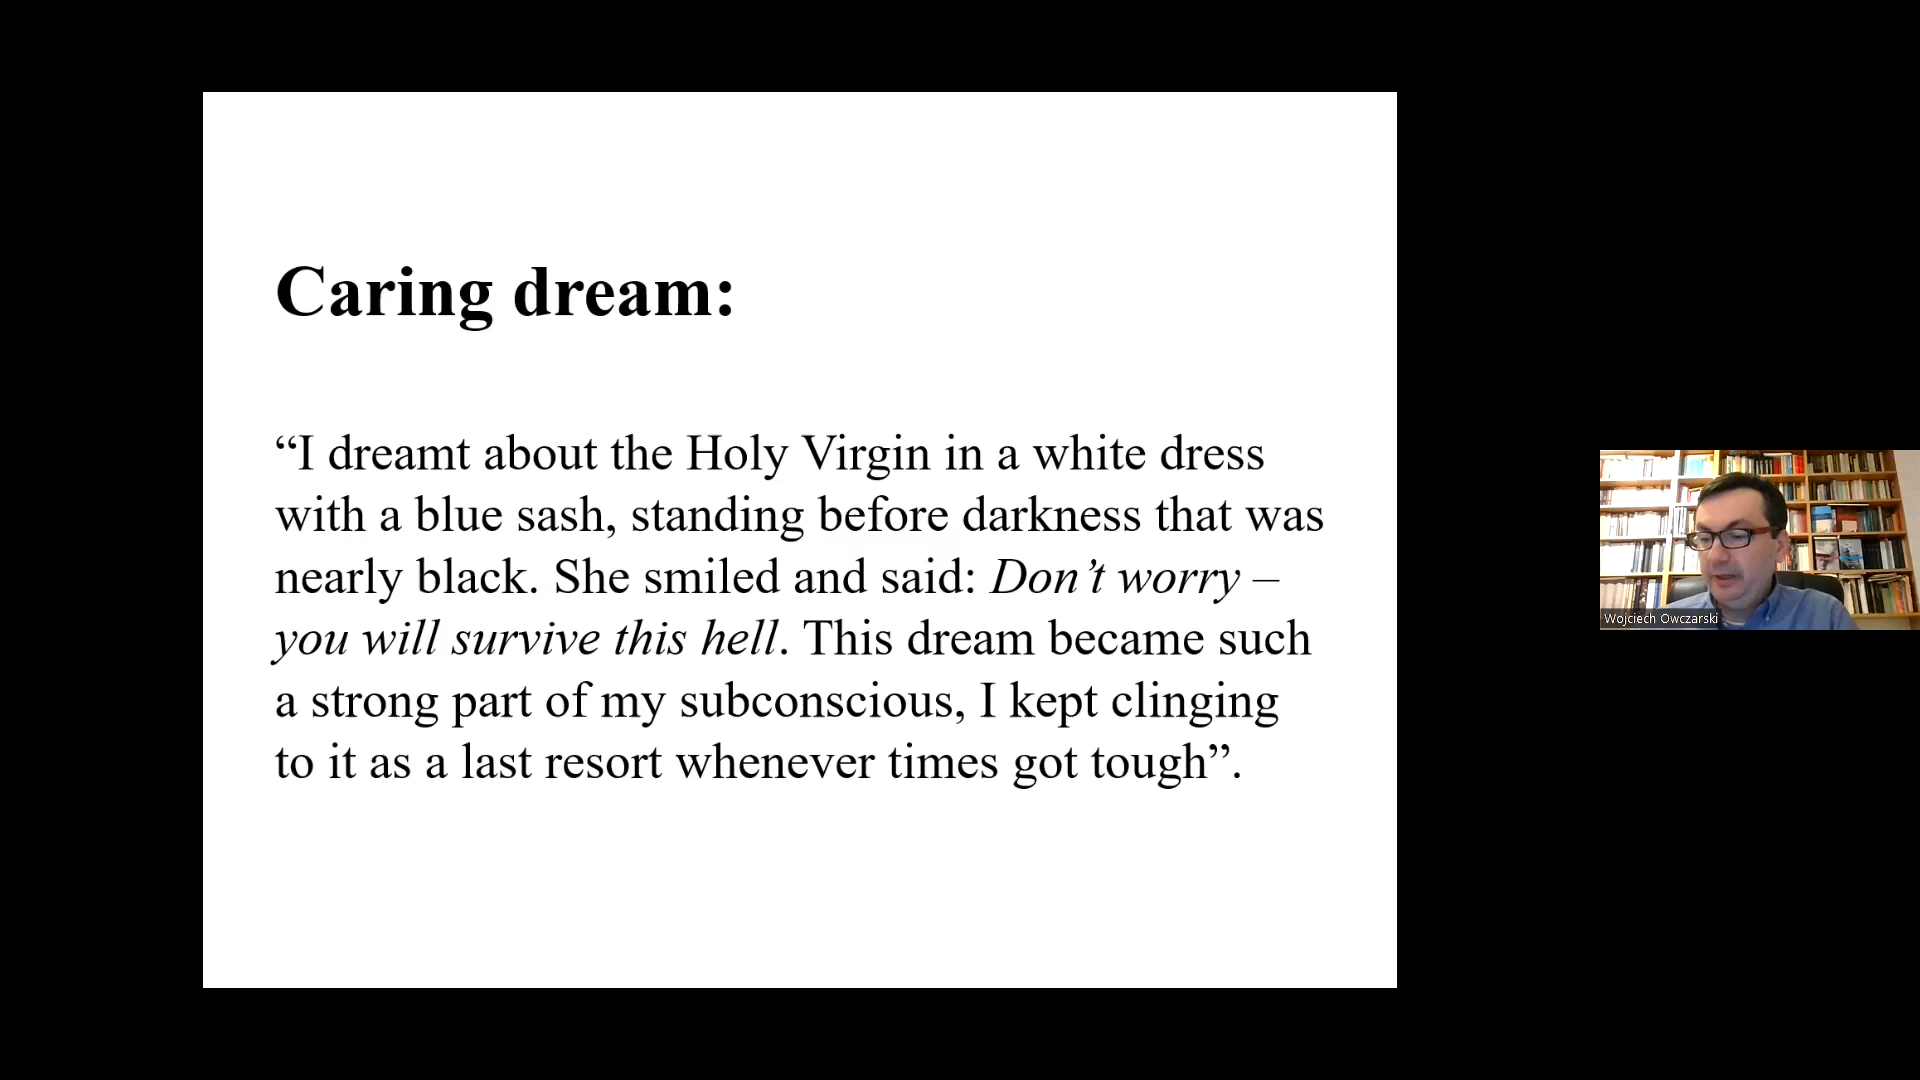 Caring dream:
“I dreamt about the Holy Virgin in a white dress
with a blue sash, standing before darkness that was
nearly black. She smiled and said: Don’t worry –
you will survive this hell. This dream became such
a strong part of my subconscious, I kept clinging
to it as a last resort whenever times got tough”.
Wojciech Owczarski